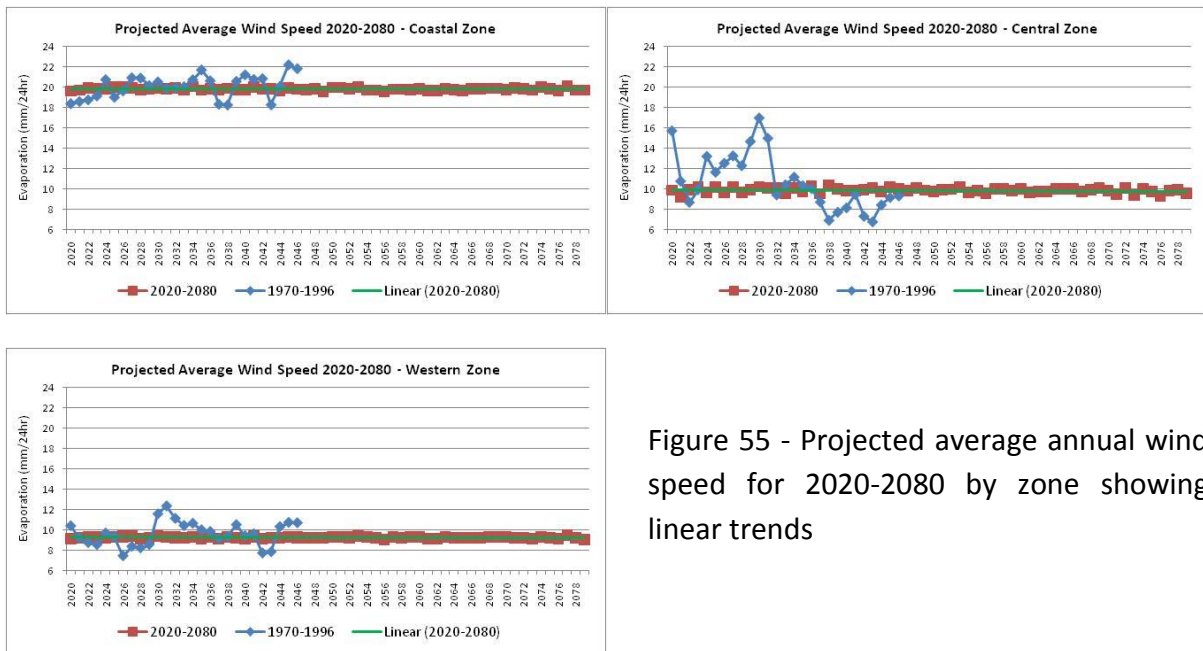 Projected Average Wind Speed 2020-2080 - Coastal Zone
Evaporation (mm/24hr)
24
22
20
18
16
14
12
10
8
6
2020 2022 2024 2026 2028 2030 2032 2034 2036 2038 2040 2042 2044 2046 2048 2050 2052 2054 2056 2058 2060 2062 2064 2066 2068 2070 2072 2074 2076 2078
2020-2080 1970-1996 Linear (2020-2080)
Projected Average Wind Speed 2020-2080 - Central Zone
Evaporation (mm/24hr)
24
22
20
18
16
14
12
10
8
6
2020 2022 2024 2026 2028 2030 2032 2034 2036 2038 2040 2042 2044 2046 2048 2050 2052 2054 2056 2058 2060 2062 2064 2066 2068 2070 2072 2074 2076 2078
2020-2080 1970-1996 Linear (2020-2080)
Projected Average Wind Speed 2020-2080 - Western Zone
Evaporation (mm/24hr)
24
22
20
18
16
14
12
10
8
6
2020 2022 2024 2026 2028 2030 2032 2034 2036 2038 2040 2042 2044 2046 2048 2050 2052 2054 2056 2058 2060 2062 2064 2066 2068 2070 2072 2074 2076 2078
2020-2080 1970-1996 Linear (2020-2080)
Figure 55 - Projected average annual wind
speed for 2020-2080 by zone showing
linear trends